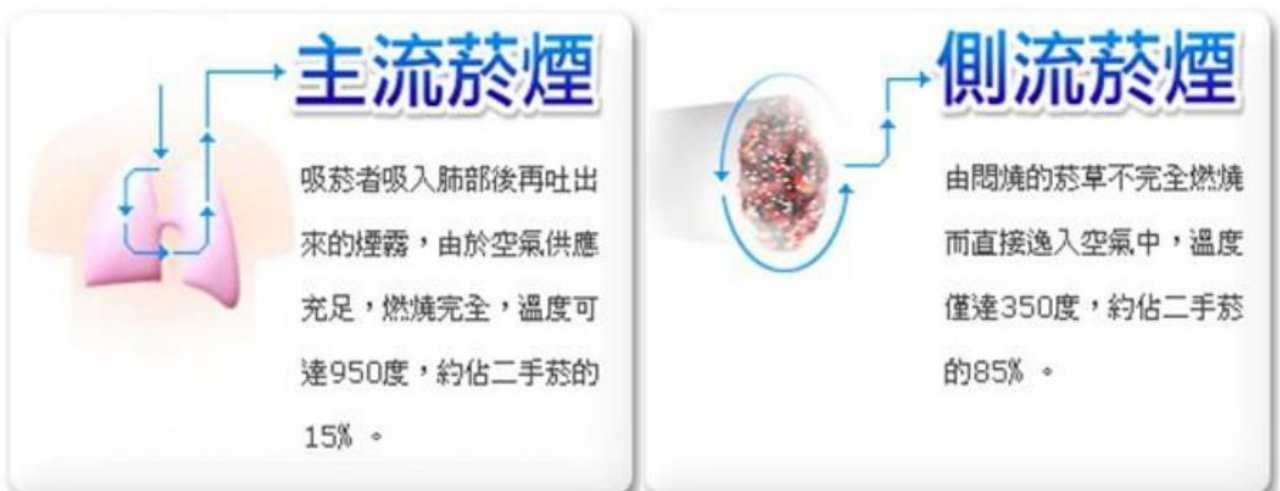 主流菸煙
吸菸者吸入肺部後再吐出
來的煙霧，由於空氣供應
充足，燃燒完全，溫度可
達950度，約佔二手菸的
15% 。
側流菸煙
由悶燒的菸草不完全燃燒
而直接逸入空氣中，溫度
僅達350度，約佔二手菸
的85% 。